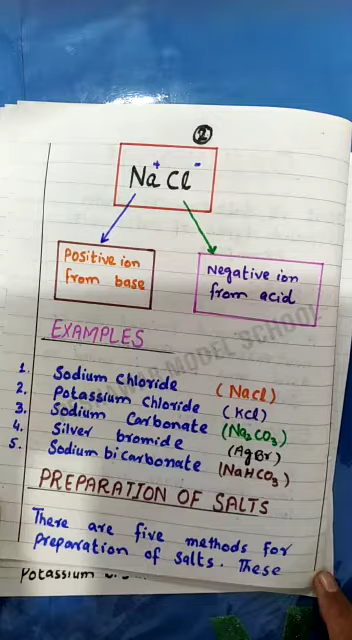 2
Na⁺Cl⁻
Positive ion
from base
Negative ion
from acid
EXAMPLES
1. Sodium Chloride (NaCl)
2. Potassium Chloride (KCl)
3. Sodium Carbonate (Na₂CO₃)
4. Silver bromide (AgBr)
5. Sodium bicarbonate (NaHCO₃)
PREPARATION OF SALTS
There are five methods for
preparation of salts. These
Potassium
MODEL SCHOOL